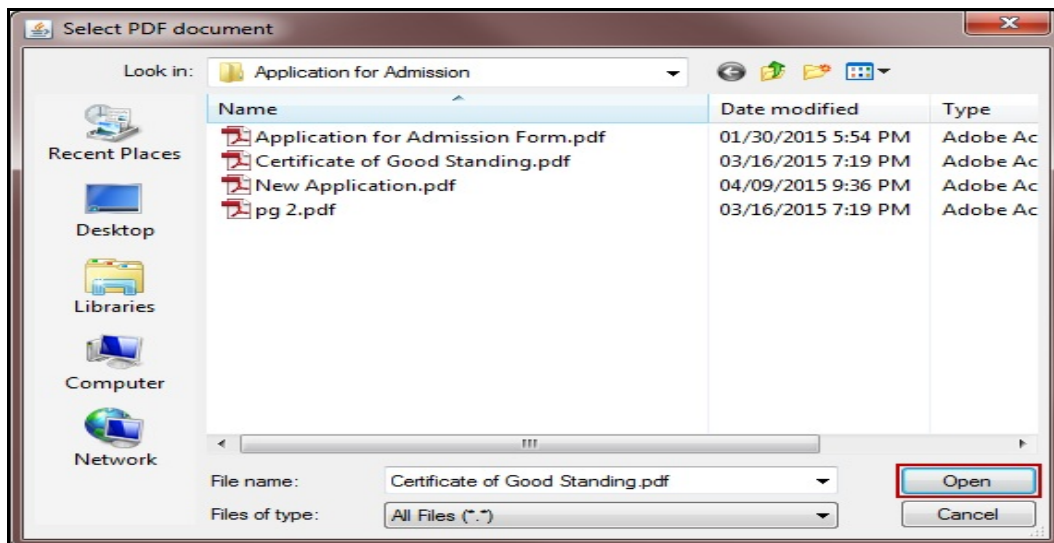 Select PDF document
Look in: Application for Admission
Name Date modified Type
Recent Places
Desktop
Libraries
Computer
Network
Application for Admission Form.pdf 01/30/2015 5:54 PM Adobe Ac
Certificate of Good Standing.pdf 03/16/2015 7:19 PM Adobe Ac
New Application.pdf 04/09/2015 9:36 PM Adobe Ac
pg 2.pdf 03/16/2015 7:19 PM Adobe Ac
File name: Certificate of Good Standing.pdf Open
Files of type: All Files (*.*) Cancel